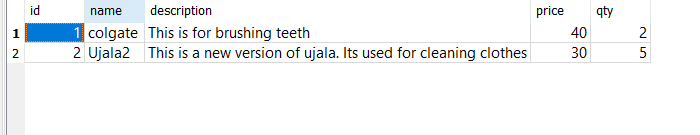 id name description price qty
1 1 colgate This is for brushing teeth 40 2
2 2 Ujala2 This is a new version of ujala. Its used for cleaning clothes 30 5